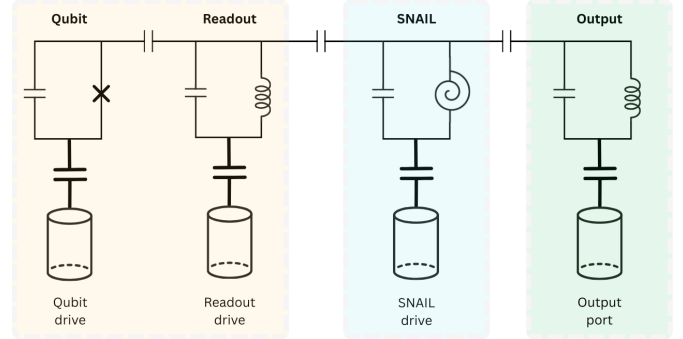 Qubit
Readout
SNAIL
Output
Qubit
drive
Readout
drive
SNAIL
drive
Output
port